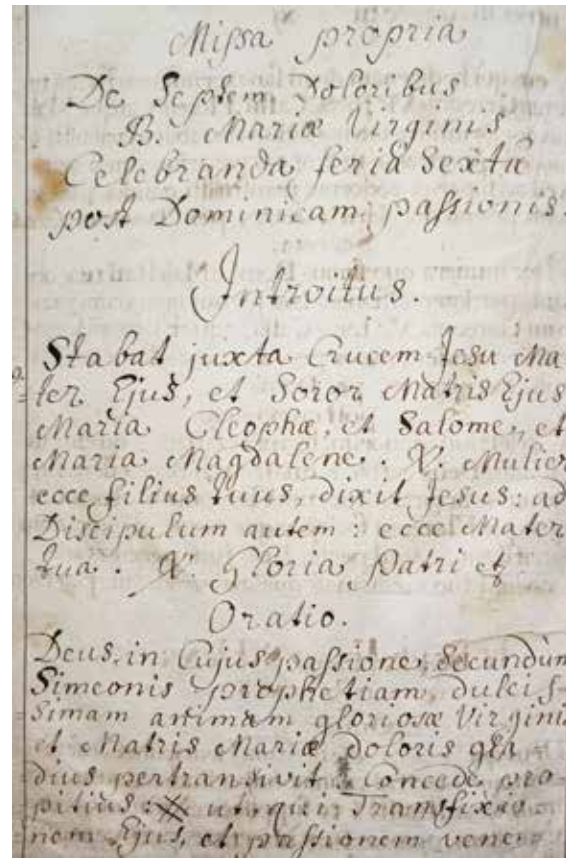 Missa propria
De Septem Doloribus
B. Mariæ Virginis
Celebranda feria Sexta
post Dominicam passionis.
Introitus.
Stabat juxta Crucem Jesu Ma
ter Ejus, et Soror Matris Ejus
Maria Cleophæ, et Salome, et
Maria Magdalene. ℣. Mulier
ecce filius tuus, dixit Jesus: ad
Discipulum autem: ecce Mater
tua. ℣. Gloria Patri et
Oratio.
Deus, in Cujus passione, Secundùm
Simeonis prophetiam, dulcis-
simam animam gloriosæ Virginis
et Matris Mariæ doloris gla
dius pertransivit Concede pro
pitius: ut qui Transfixio
nem Ejus, et passionem vene